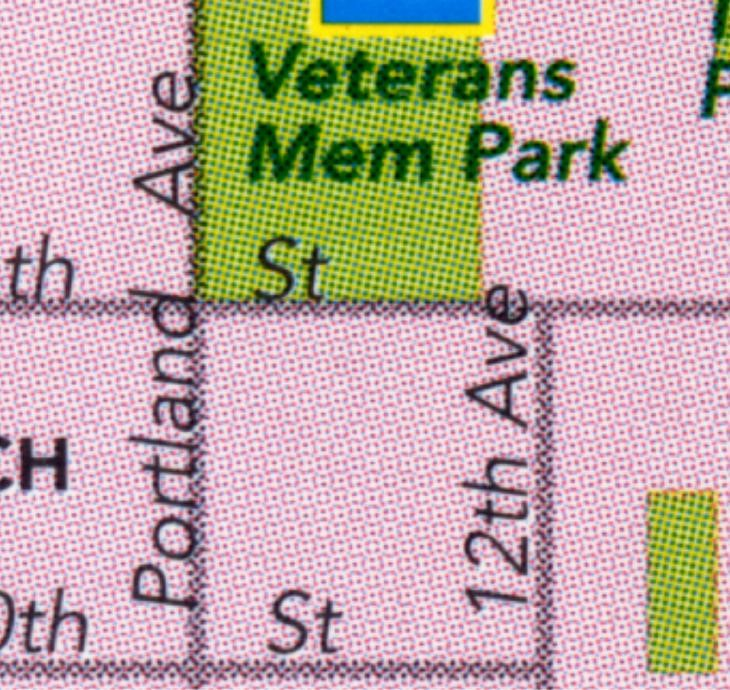 Veterans
Mem Park
Portland Ave
th St
12th Ave
CH
0th St